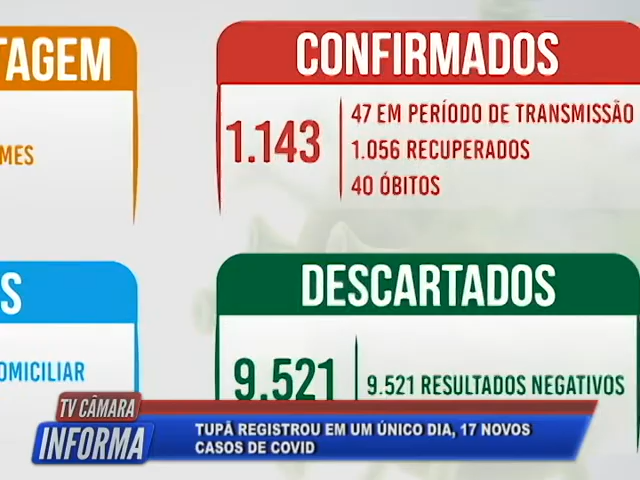 TAGEM
MES
CONFIRMADOS
1.143
47 EM PERÍODO DE TRANSMISSÃO
1.056 RECUPERADOS
40 ÓBITOS
S
OMICILIAR
DESCARTADOS
9.521
9.521 RESULTADOS NEGATIVOS
TV CÂMARA
INFORMA
TUPÃ REGISTROU EM UM ÚNICO DIA, 17 NOVOS
CASOS DE COVID